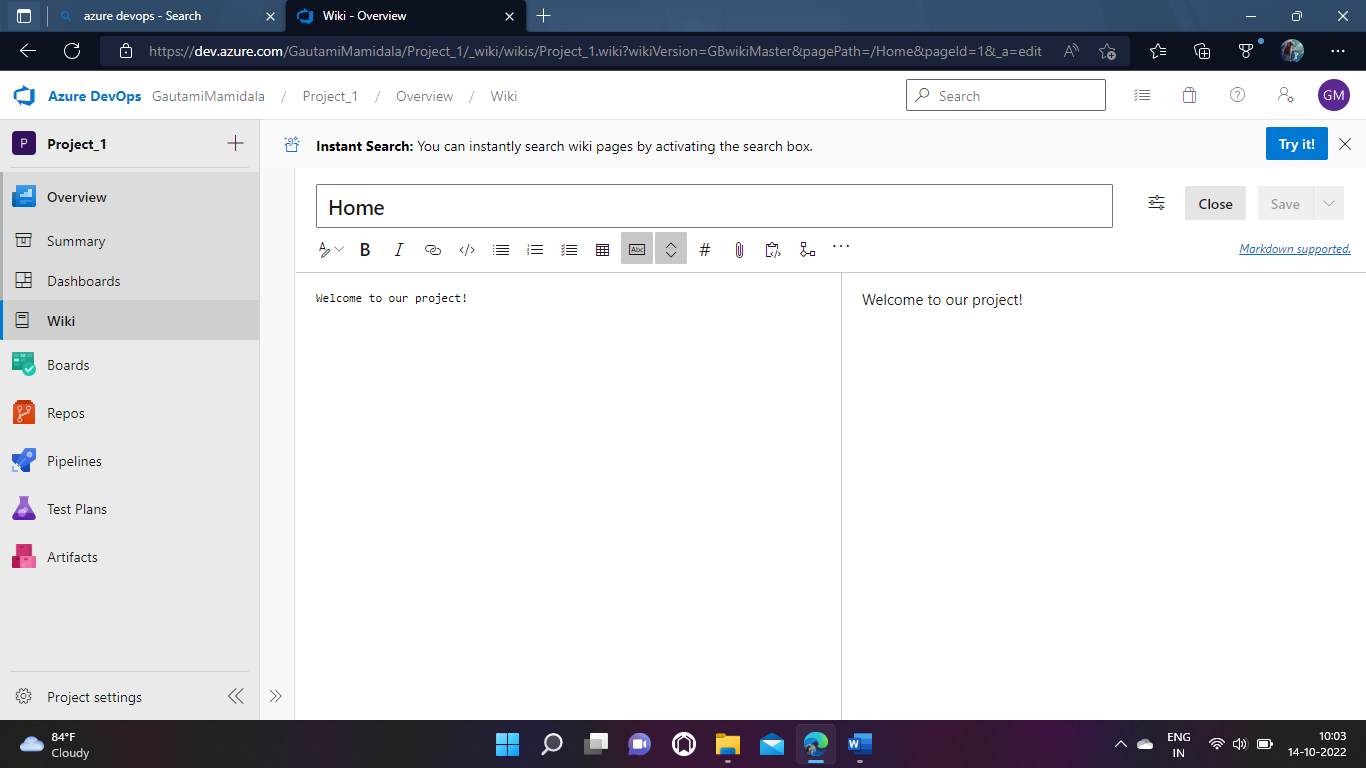 azure devops - Search
Wiki - Overview
https://dev.azure.com/GautamiMamidala/Project_1/_wiki/wikis/Project_1.wiki?wikiVersion=GBwikiMaster&pagePath=/Home&pageId=1&_a=edit
Azure DevOps GautamiMamidala / Project_1 / Overview / Wiki
Search
GM
P Project_1
Instant Search: You can instantly search wiki pages by activating the search box.
Try it!
Overview
Home
Close
Save
Summary
B I </> Abc # ...
Markdown supported.
Dashboards
Welcome to our project!
Welcome to our project!
Wiki
Boards
Repos
Pipelines
Test Plans
Artifacts
Project settings
84°F
Cloudy
ENG
IN
10:03
14-10-2022